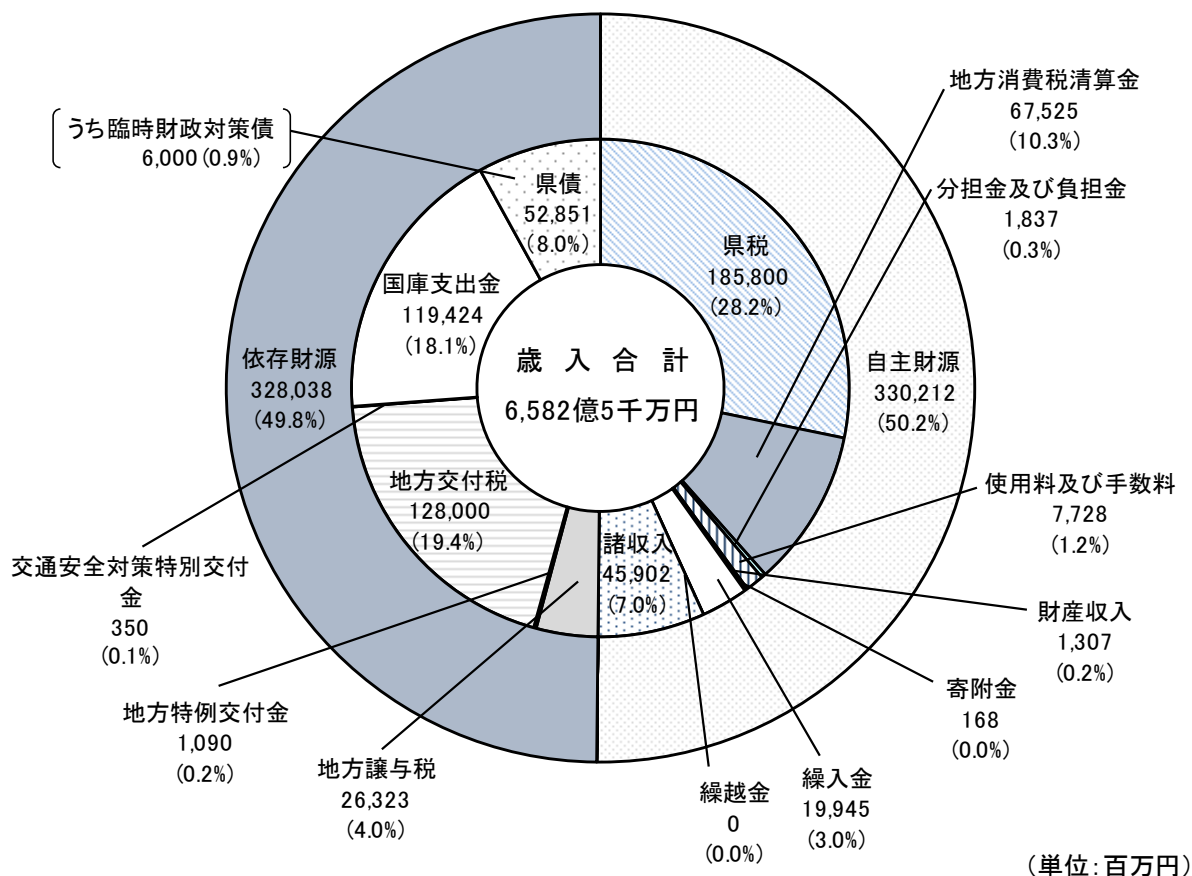 歳入合計
6,582億5千万円
自主財源
330,212
(50.2%)
県税
185,800
(28.2%)
地方消費税清算金
67,525
(10.3%)
分担金及び負担金
1,837
(0.3%)
使用料及び手数料
7,728
(1.2%)
財産収入
1,307
(0.2%)
寄附金
168
(0.0%)
繰入金
19,945
(3.0%)
繰越金
0
(0.0%)
諸収入
45,902
(7.0%)
依存財源
328,038
(49.8%)
地方譲与税
26,323
(4.0%)
地方特例交付金
1,090
(0.2%)
地方交付税
128,000
(19.4%)
交通安全対策特別交付
金
350
(0.1%)
国庫支出金
119,424
(18.1%)
県債
52,851
(8.0%)
うち臨時財政対策債
6,000(0.9%)
(単位:百万円)